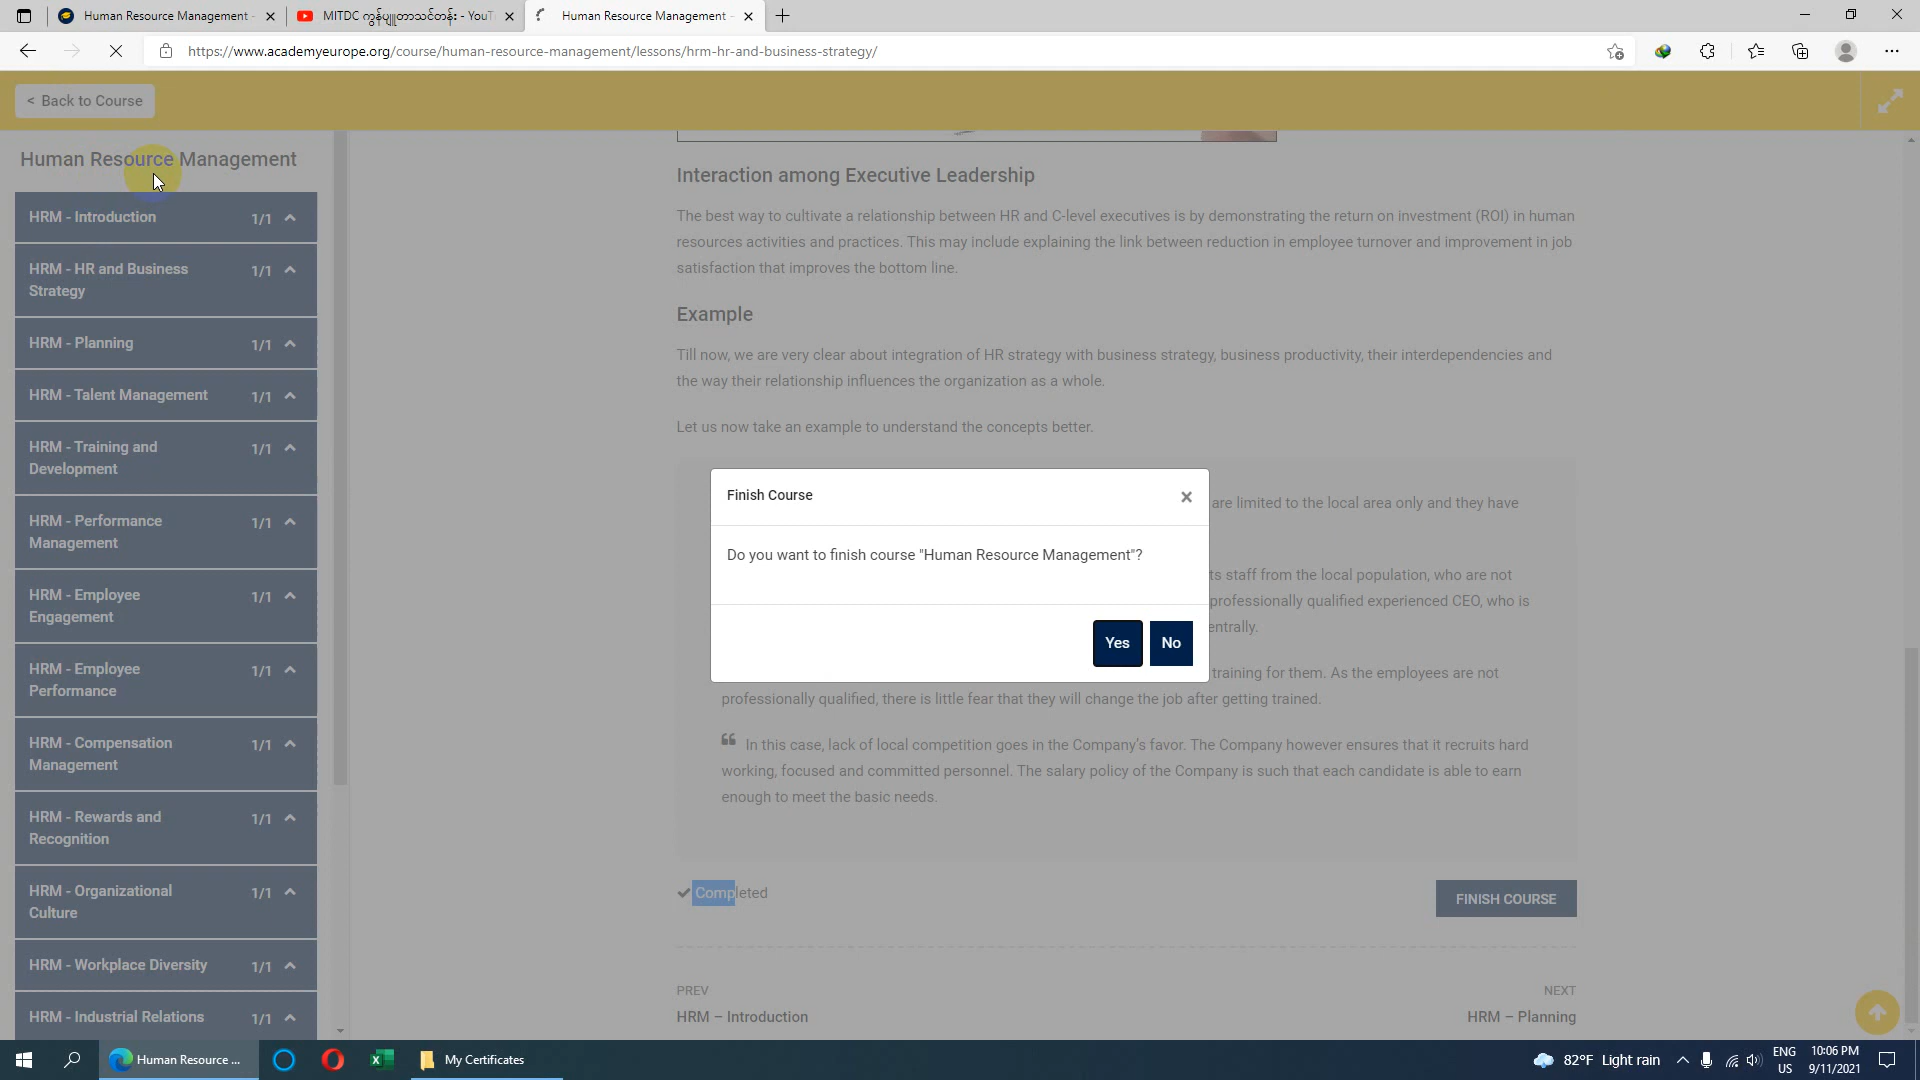 Human Resource Management -
MITDC ကွန်ပျူတာသင်တန်း - YouT
Human Resource Management -
https://www.academyeurope.org/course/human-resource-management/lessons/hrm-hr-and-business-strategy/
< Back to Course
Human Resource Management
HRM - Introduction 1/1
HRM - HR and Business 1/1
Strategy
HRM - Planning 1/1
HRM - Talent Management 1/1
HRM - Training and 1/1
Development
HRM - Performance 1/1
Management
HRM - Employee 1/1
Engagement
HRM - Employee 1/1
Performance
HRM - Compensation 1/1
Management
HRM - Rewards and 1/1
Recognition
HRM - Organizational 1/1
Culture
HRM - Workplace Diversity 1/1
HRM - Industrial Relations 1/1
Interaction among Executive Leadership
The best way to cultivate a relationship between HR and C-level executives is by demonstrating the return on investment (ROI) in human
resources activities and practices. This may include explaining the link between reduction in employee turnover and improvement in job
satisfaction that improves the bottom line.
Example
Till now, we are very clear about integration of HR strategy with business strategy, business productivity, their interdependencies and
the way their relationship influences the organization as a whole.
Let us now take an example to understand the concepts better.
are limited to the local area only and they have
ts staff from the local population, who are not
professionally qualified experienced CEO, who is
entrally.
training for them. As the employees are not
professionally qualified, there is little fear that they will change the job after getting trained.
❝ In this case, lack of local competition goes in the Company's favor. The Company however ensures that it recruits hard
working, focused and committed personnel. The salary policy of the Company is such that each candidate is able to earn
enough to meet the basic needs.
Finish Course ×
Do you want to finish course "Human Resource Management"?
Yes No
Completed
FINISH COURSE
PREV
HRM – Introduction
NEXT
HRM – Planning
Human Resource ...
My Certificates
82°F Light rain
ENG
US
10:06 PM
9/11/2021